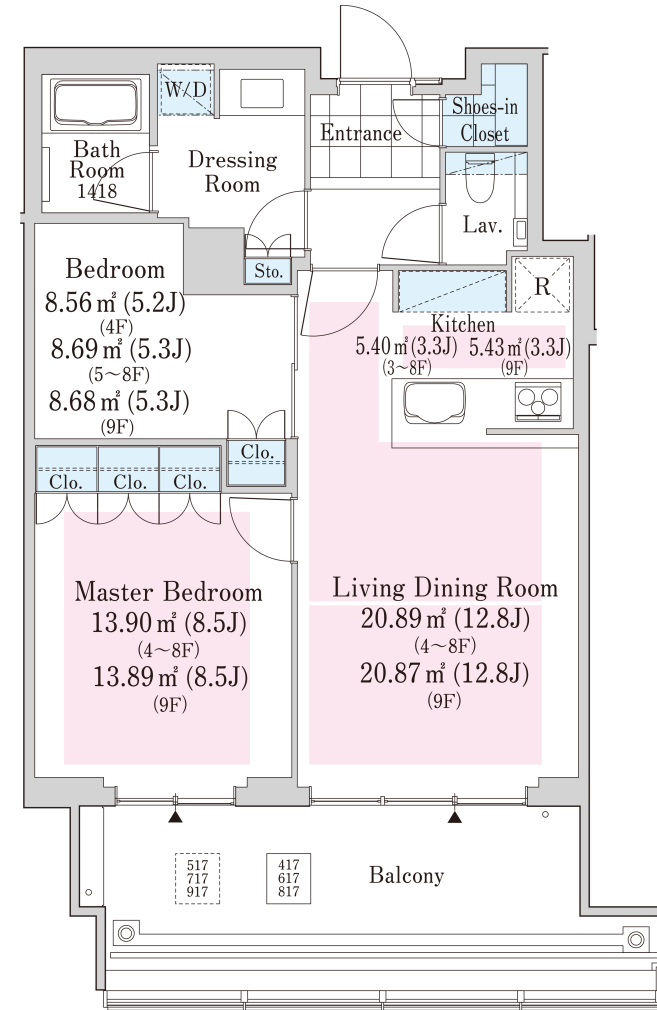 W/D
Shoes-in
Closet
Entrance
Bath
Room
1418
Dressing
Room
Lav.
Sto.
R
Bedroom
8.56㎡(5.2J)
(4F)
8.69㎡(5.3J)
(5～8F)
8.68㎡(5.3J)
(9F)
Kitchen
5.40㎡(3.3J) 5.43㎡(3.3J)
(3～8F) (9F)
Clo.
Clo. Clo. Clo.
Master Bedroom
13.90㎡(8.5J)
(4～8F)
13.89㎡(8.5J)
(9F)
Living Dining Room
20.89㎡(12.8J)
(4～8F)
20.87㎡(12.8J)
(9F)
517
717
917
417
617
817
Balcony